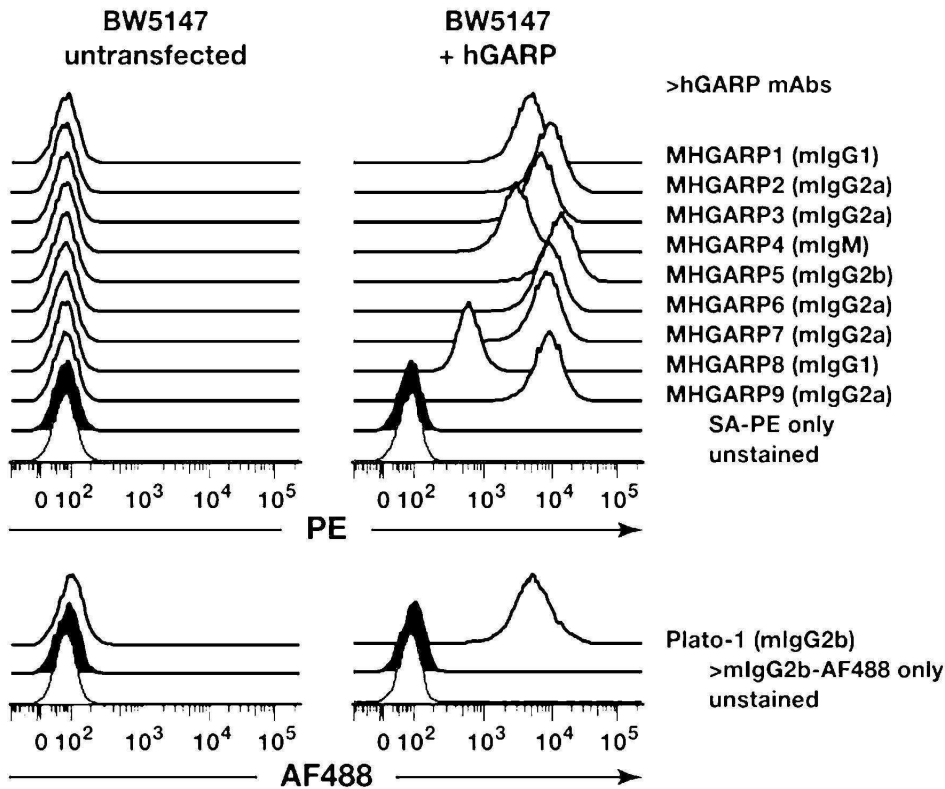 BW5147
untransfected
BW5147
+ hGARP
>hGARP mAbs
MHGARP1 (mIgG1)
MHGARP2 (mIgG2a)
MHGARP3 (mIgG2a)
MHGARP4 (mIgM)
MHGARP5 (mIgG2b)
MHGARP6 (mIgG2a)
MHGARP7 (mIgG2a)
MHGARP8 (mIgG1)
MHGARP9 (mIgG2a)
SA-PE only
unstained
0 10² 10³ 10⁴ 10⁵
0 10² 10³ 10⁴ 10⁵
PE
Plato-1 (mIgG2b)
>mIgG2b-AF488 only
unstained
0 10² 10³ 10⁴ 10⁵
0 10² 10³ 10⁴ 10⁵
AF488